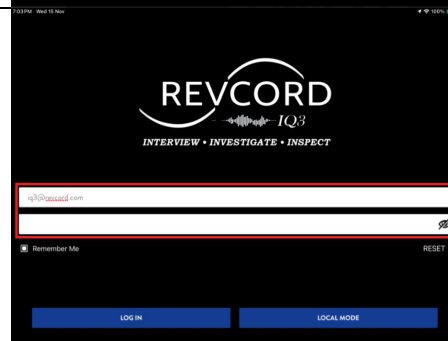 7:03 PM Wed 15 Nov 100%
REVCORD
IQ3
INTERVIEW • INVESTIGATE • INSPECT
iq3@revcord.com
Remember Me RESET
LOG IN LOCAL MODE